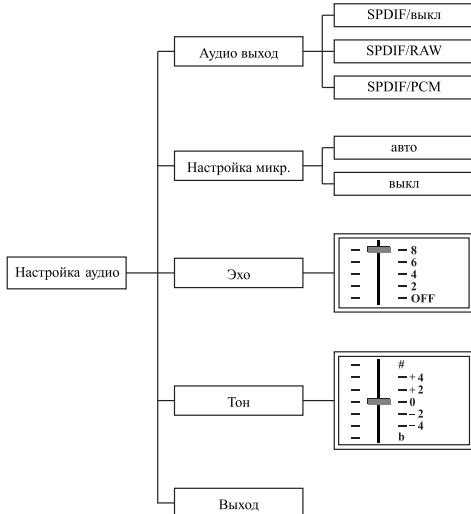 Настройка аудио
Аудио выход
SPDIF/выкл
SPDIF/RAW
SPDIF/PCM
Настройка микр.
авто
выкл
Эхо
8
6
4
2
OFF
Тон
#
+ 4
+ 2
0
– 2
– 4
b
Выход